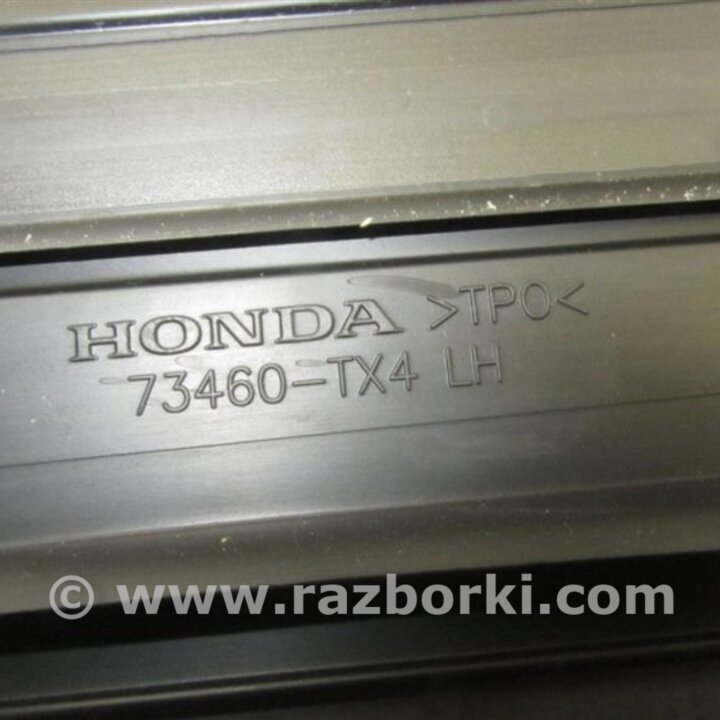 HONDA >TPO<
73460-TX4 LH
© www.razborki.com